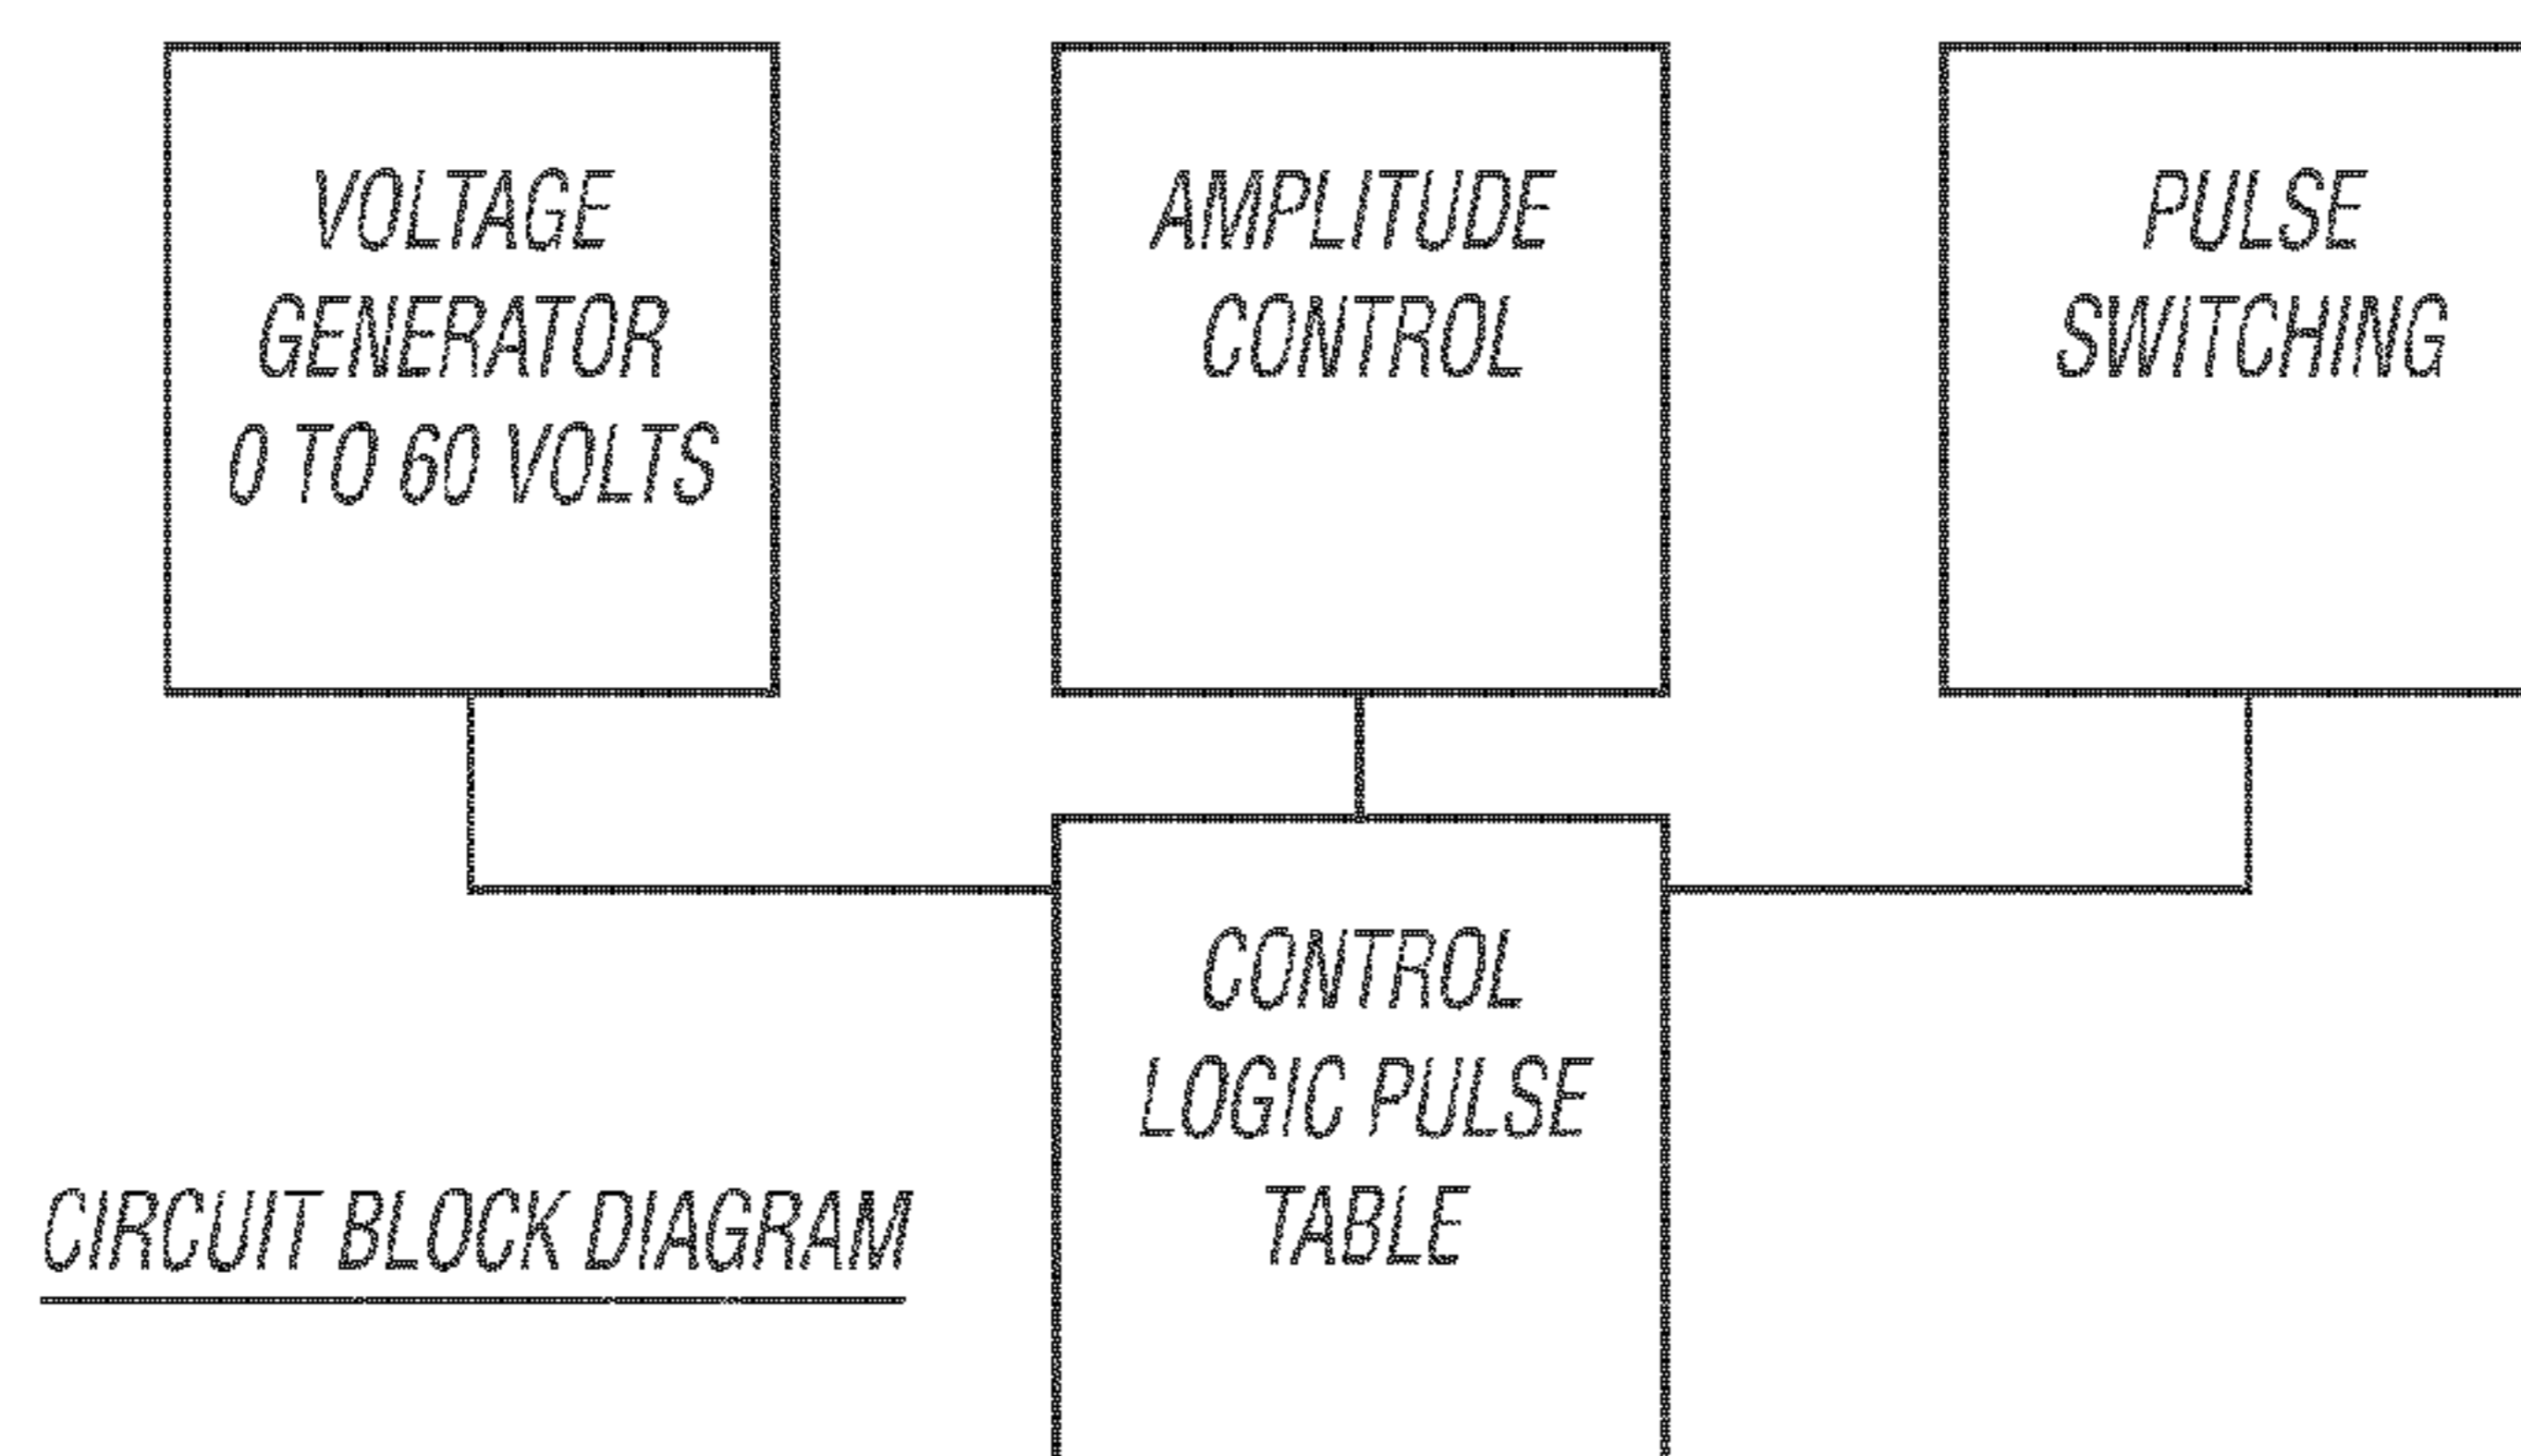 VOLTAGE
GENERATOR
0 TO 60 VOLTS
AMPLITUDE
CONTROL
PULSE
SWITCHING
CONTROL
LOGIC PULSE
TABLE
CIRCUIT BLOCK DIAGRAM